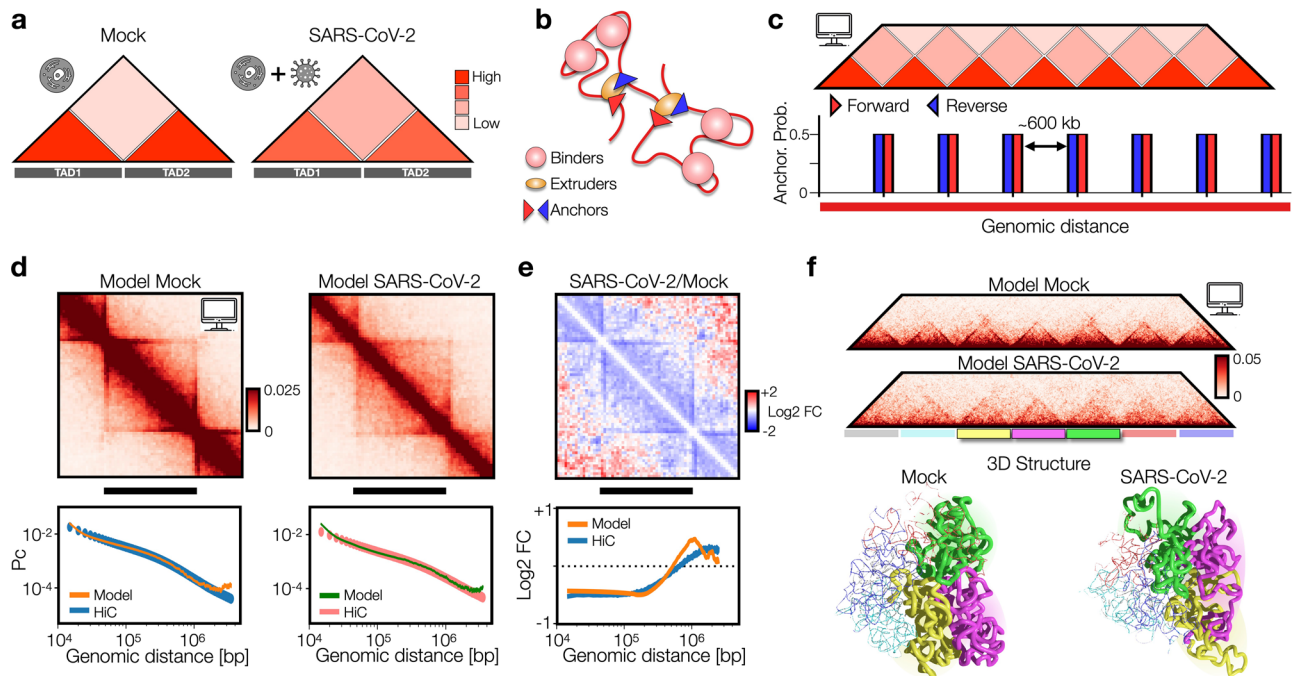 a
Mock
SARS-CoV-2
+
High
Low
TAD1
TAD2
TAD1
TAD2
b
Binders
Extruders
Anchors
c
Forward
Reverse
~600 kb
Anchor. Prob.
0.5
0
Genomic distance
d
Model Mock
Model SARS-CoV-2
0.025
0
Pc
10⁻²
10⁻⁴
Model
HiC
10⁴
10⁵
10⁶
Genomic distance [bp]
10⁻²
10⁻⁴
Model
HiC
10⁴
10⁵
10⁶
Genomic distance [bp]
e
SARS-CoV-2/Mock
+2
Log2 FC
-2
Log2 FC
+1
-1
Model
HiC
10⁴
10⁵
10⁶
Genomic distance [bp]
f
Model Mock
Model SARS-CoV-2
0.05
0
3D Structure
Mock
SARS-CoV-2